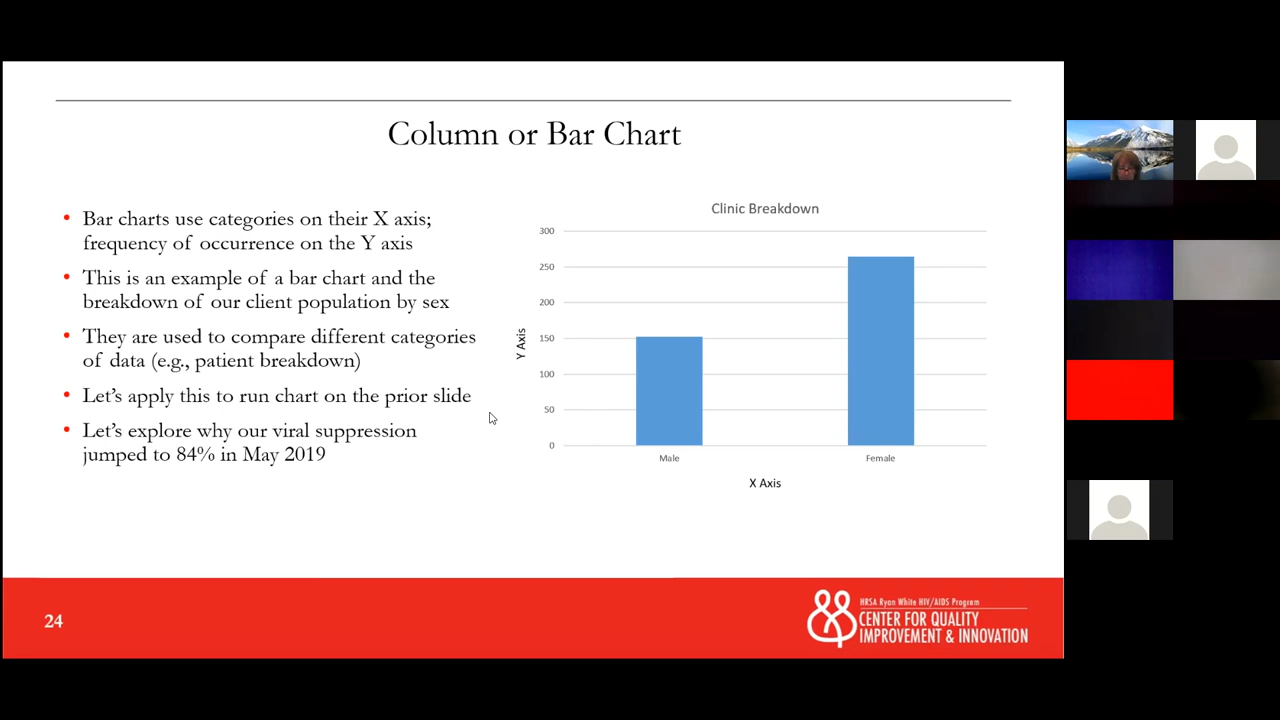 Column or Bar Chart
Bar charts use categories on their X axis;
frequency of occurrence on the Y axis
This is an example of a bar chart and the
breakdown of our client population by sex
They are used to compare different categories
of data (e.g., patient breakdown)
Let’s apply this to run chart on the prior slide
Let’s explore why our viral suppression
jumped to 84% in May 2019
Clinic Breakdown
300
250
200
150
100
50
0
Y Axis
Male Female
X Axis
24
HRSA Ryan White HIV/AIDS Program
CENTER FOR QUALITY
IMPROVEMENT & INNOVATION